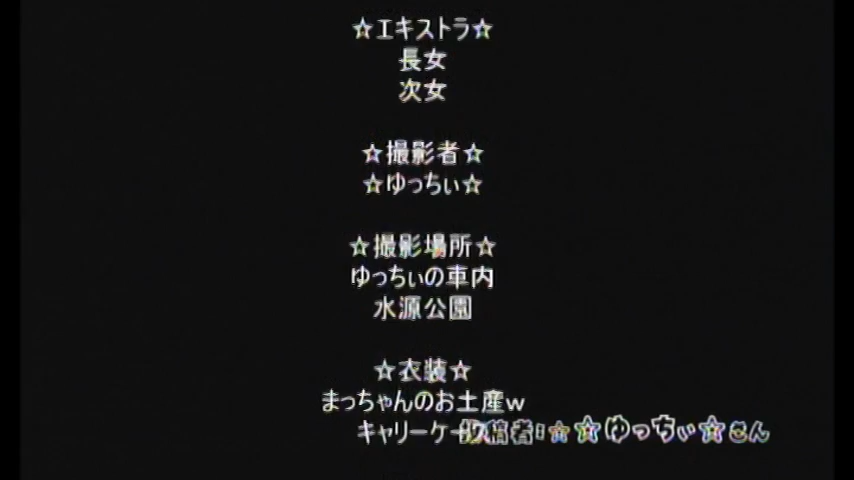 ☆エキストラ☆
長女
次女
☆撮影者☆
☆ゆっちぃ☆
☆撮影場所☆
ゆっちぃの車内
水源公園
☆衣装☆
まっちゃんのお土産w
キャリーケー
投稿者:☆☆ゆっちぃ☆さん